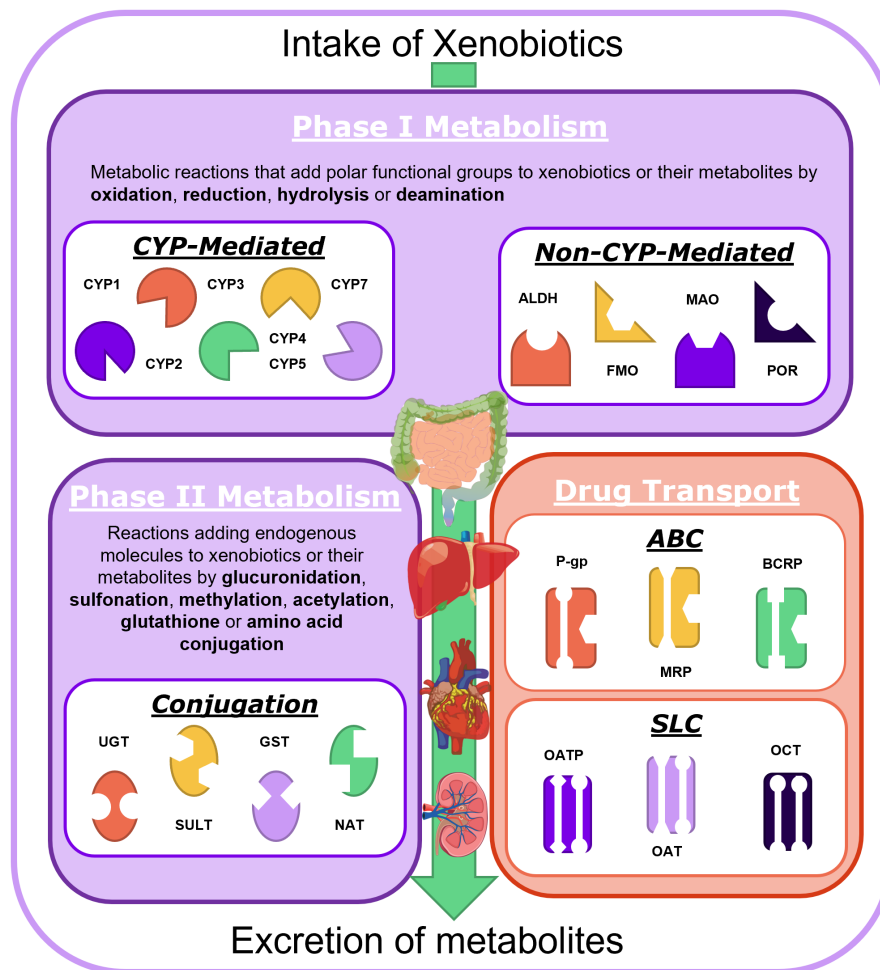 Intake of Xenobiotics
Phase I Metabolism
Metabolic reactions that add polar functional groups to xenobiotics or their metabolites by
oxidation, reduction, hydrolysis or deamination
CYP-Mediated
CYP1
CYP3
CYP7
CYP2
CYP4
CYP5
Non-CYP-Mediated
ALDH
MAO
FMO
POR
Phase II Metabolism
Reactions adding endogenous
molecules to xenobiotics or their
metabolites by glucuronidation,
sulfonation, methylation, acetylation,
glutathione or amino acid
conjugation
Conjugation
UGT
GST
SULT
NAT
Drug Transport
ABC
P-gp
BCRP
MRP
SLC
OATP
OCT
OAT
Excretion of metabolites